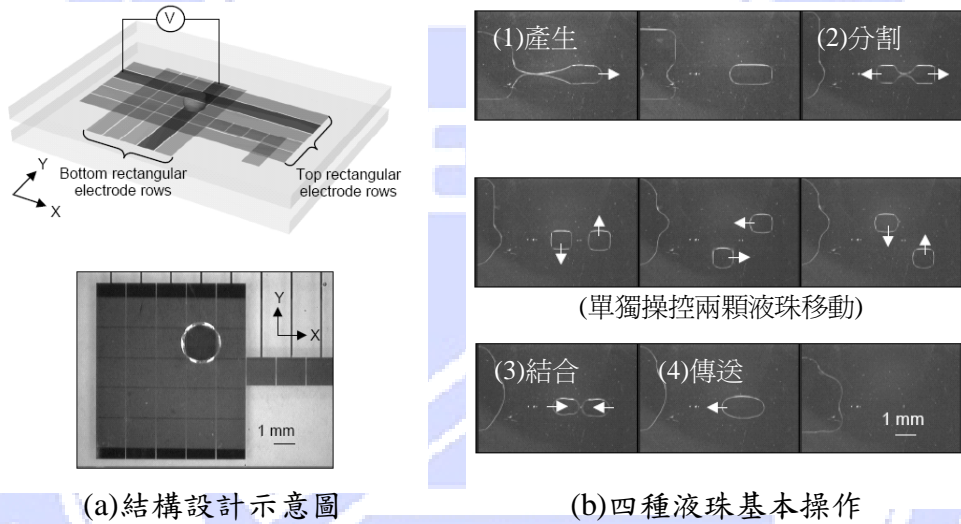 V
Bottom rectangular
electrode rows
Top rectangular
electrode rows
Y
X
Y
X
1 mm
(a)結構設計示意圖
(1)產生
(2)分割
(單獨操控兩顆液珠移動)
(3)結合
(4)傳送
1 mm
(b)四種液珠基本操作